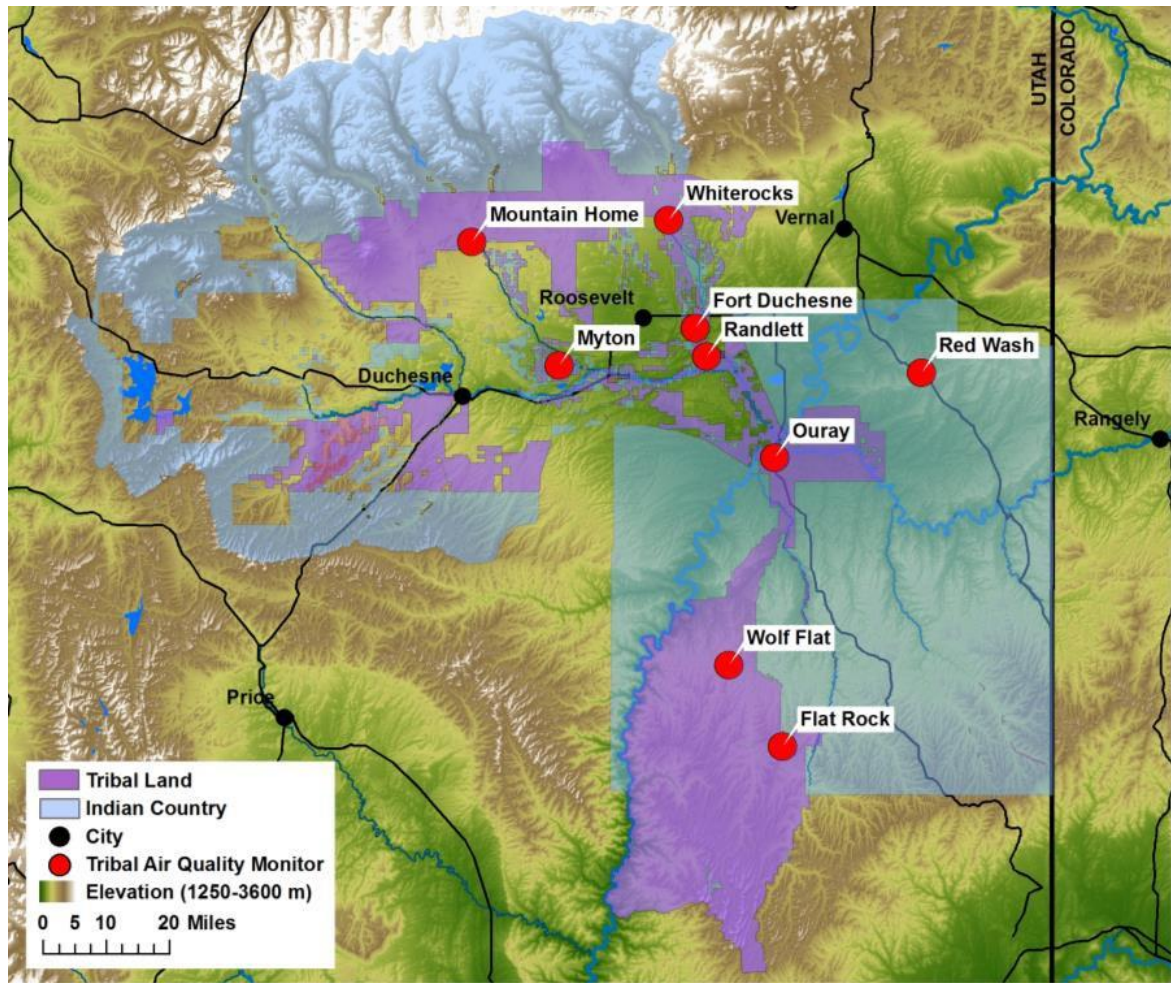 UTAH
COLORADO
Whiterocks
Mountain Home
Vernal
Roosevelt
Fort Duchesne
Randlett
Myton
Red Wash
Duchesne
Rangely
Ouray
Wolf Flat
Price
Flat Rock
Tribal Land
Indian Country
City
Tribal Air Quality Monitor
Elevation (1250-3600 m)
0 5 10 20 Miles